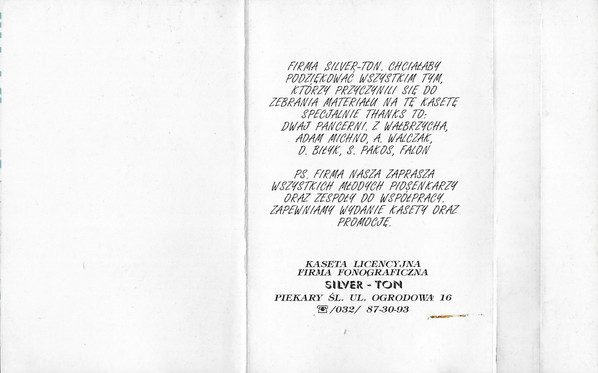 FIRMA SILVER-TON. CHCIAŁABY
PODZIĘKOWAĆ WSZYSTKIM TYM,
KTÓRZY PRZYCZYNILI SIĘ DO
ZEBRANIA MATERIAŁU NA TĘ KASETĘ
SPECJALNIE THANKS TO:
DWAJ PANCERNI. Z WAŁBRZYCHA,
ADAM MICHNO, A. WALCZAK,
D. BIŁYK, S. PAKOS, FALON
PS. FIRMA NASZA ZAPRASZA
WSZYSTKICH MŁODYCH PIOSENKARZY
ORAZ ZESPOŁY DO WSPÓŁPRACY.
ZAPEWNIAMY WYDANIE KASETY ORAZ
PROMOCJĘ.
KASETA LICENCYJNA
FIRMA FONOGRAFICZNA
SILVER - TON
PIEKARY ŚL. UL. OGRODOWA 16
☏/032/ 87-30-93